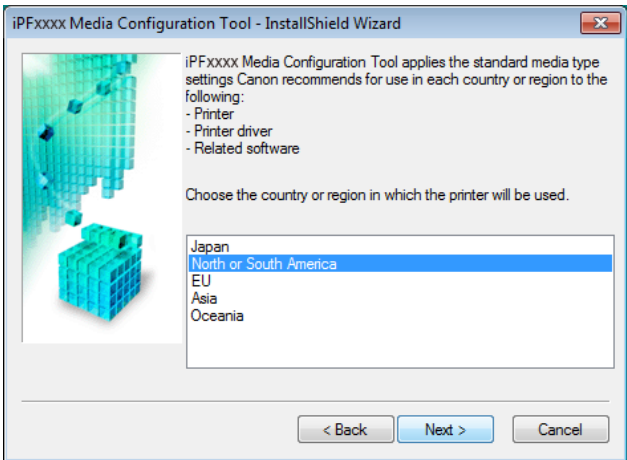 iPFxxxx Media Configuration Tool - InstallShield Wizard
iPFxxxx Media Configuration Tool applies the standard media type
settings Canon recommends for use in each country or region to the
following:
- Printer
- Printer driver
- Related software
Choose the country or region in which the printer will be used.
Japan
North or South America
EU
Asia
Oceania
< Back
Next >
Cancel